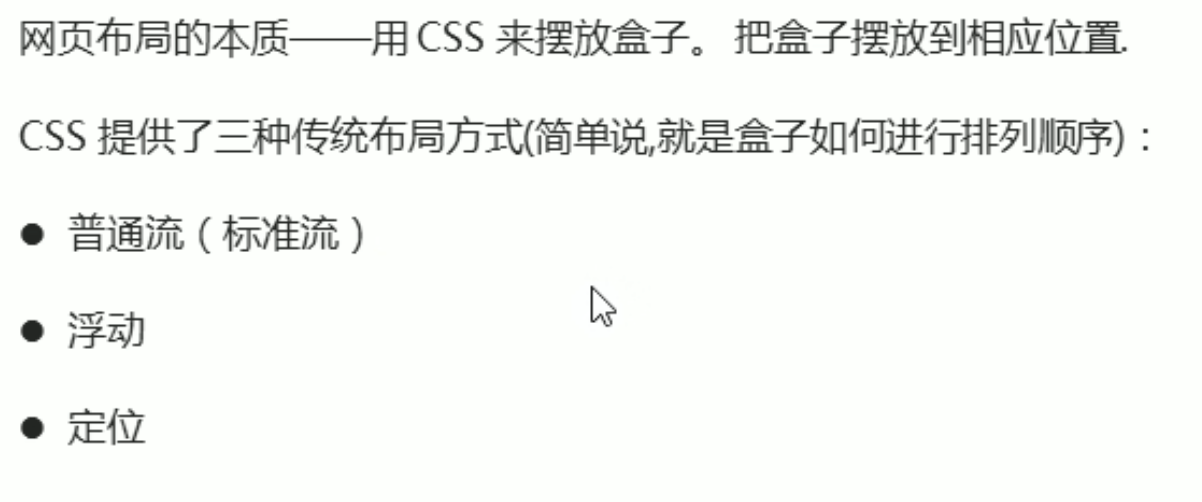 网页布局的本质——用 CSS 来摆放盒子。 把盒子摆放到相应位置.
CSS 提供了三种传统布局方式(简单说,就是盒子如何进行排列顺序)：
● 普通流（标准流）
● 浮动
● 定位